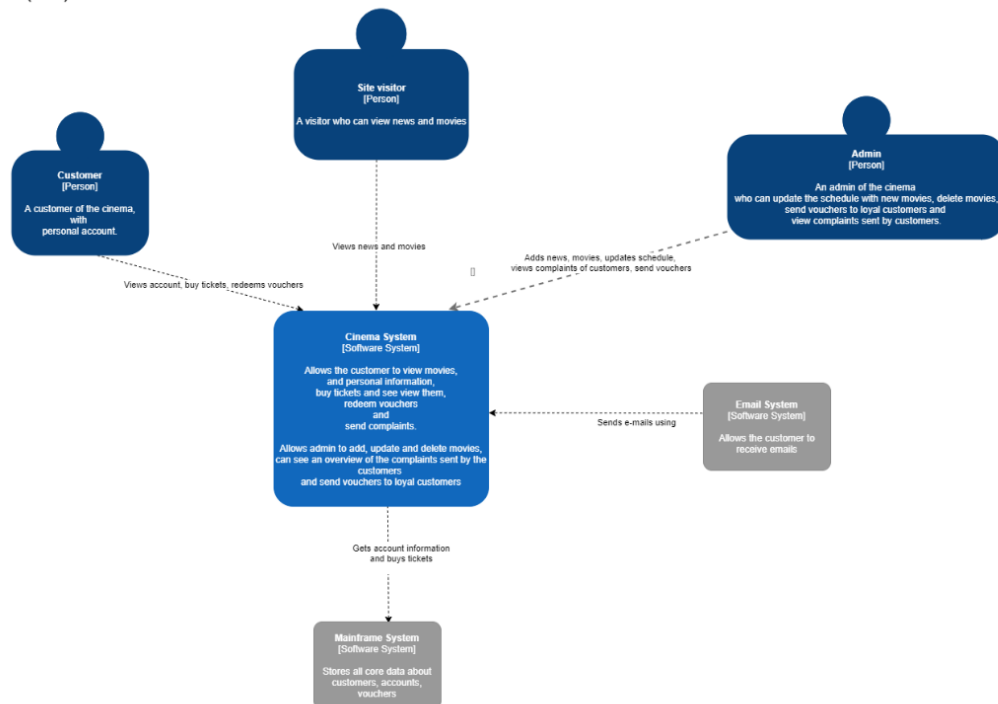 Site visitor
[Person]
A visitor who can view news and movies
Customer
[Person]
A customer of the cinema,
with
personal account.
Admin
[Person]
An admin of the cinema
who can update the schedule with new movies, delete movies,
send vouchers to loyal customers and
view complaints sent by customers.
Views news and movies
Adds news, movies, updates schedule,
views complaints of customers, send vouchers
Views account, buy tickets, redeems vouchers
Cinema System
[Software System]
Allows the customer to view movies,
and personal information,
buy tickets and see view them,
redeem vouchers
and
send complaints.
Allows admin to add, update and delete movies,
can see an overview of the complaints sent by the
customers
and send vouchers to loyal customers
Sends e-mails using
Email System
[Software System]
Allows the customer to
receive emails
Gets account information
and buys tickets
Mainframe System
[Software System]
Stores all core data about
customers, accounts,
vouchers